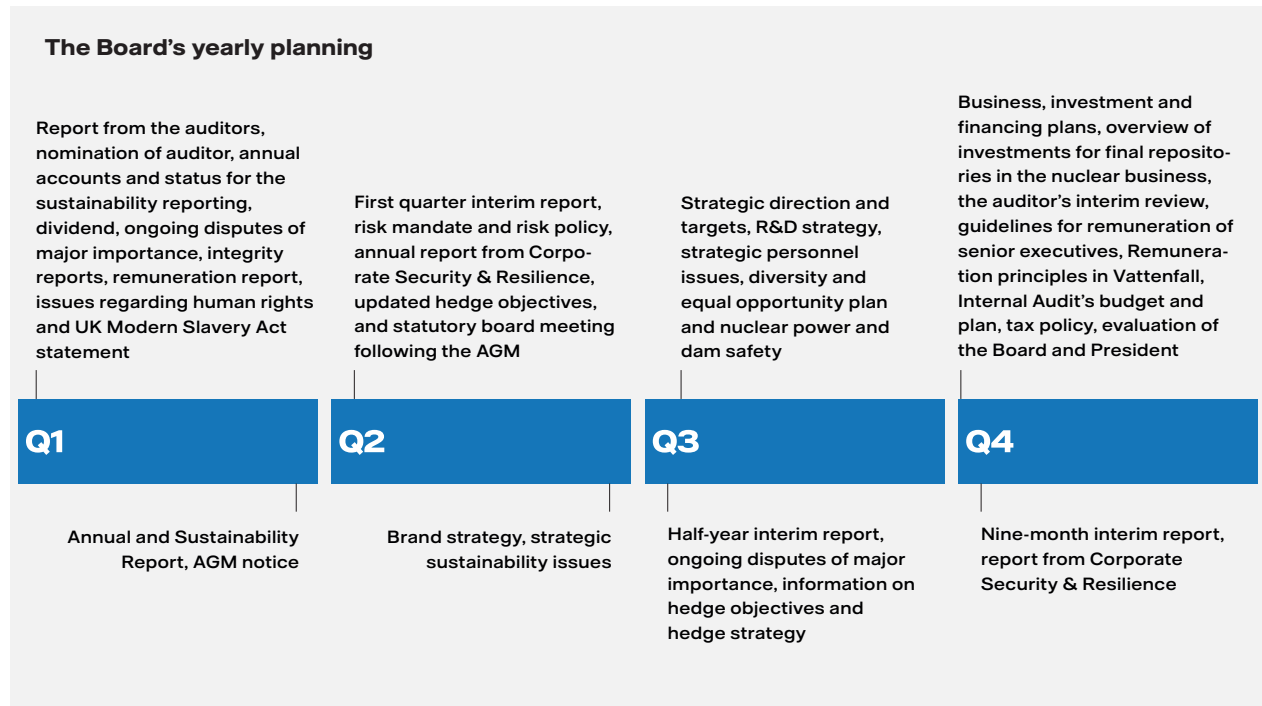 The Board's yearly planning
Report from the auditors,
nomination of auditor, annual
accounts and status for the
sustainability reporting,
dividend, ongoing disputes of
major importance, integrity
reports, remuneration report,
issues regarding human rights
and UK Modern Slavery Act
statement
First quarter interim report,
risk mandate and risk policy,
annual report from Corpo-
rate Security & Resilience,
updated hedge objectives,
and statutory board meeting
following the AGM
Strategic direction and
targets, R&D strategy,
strategic personnel
issues, diversity and
equal opportunity plan
and nuclear power and
dam safety
Business, investment and
financing plans, overview of
investments for final reposito-
ries in the nuclear business,
the auditor's interim review,
guidelines for remuneration of
senior executives, Remunera-
tion principles in Vattenfall,
Internal Audit's budget and
plan, tax policy, evaluation of
the Board and President
Q1
Q2
Q3
Q4
Annual and Sustainability
Report, AGM notice
Brand strategy, strategic
sustainability issues
Half-year interim report,
ongoing disputes of major
importance, information on
hedge objectives and
hedge strategy
Nine-month interim report,
report from Corporate
Security & Resilience